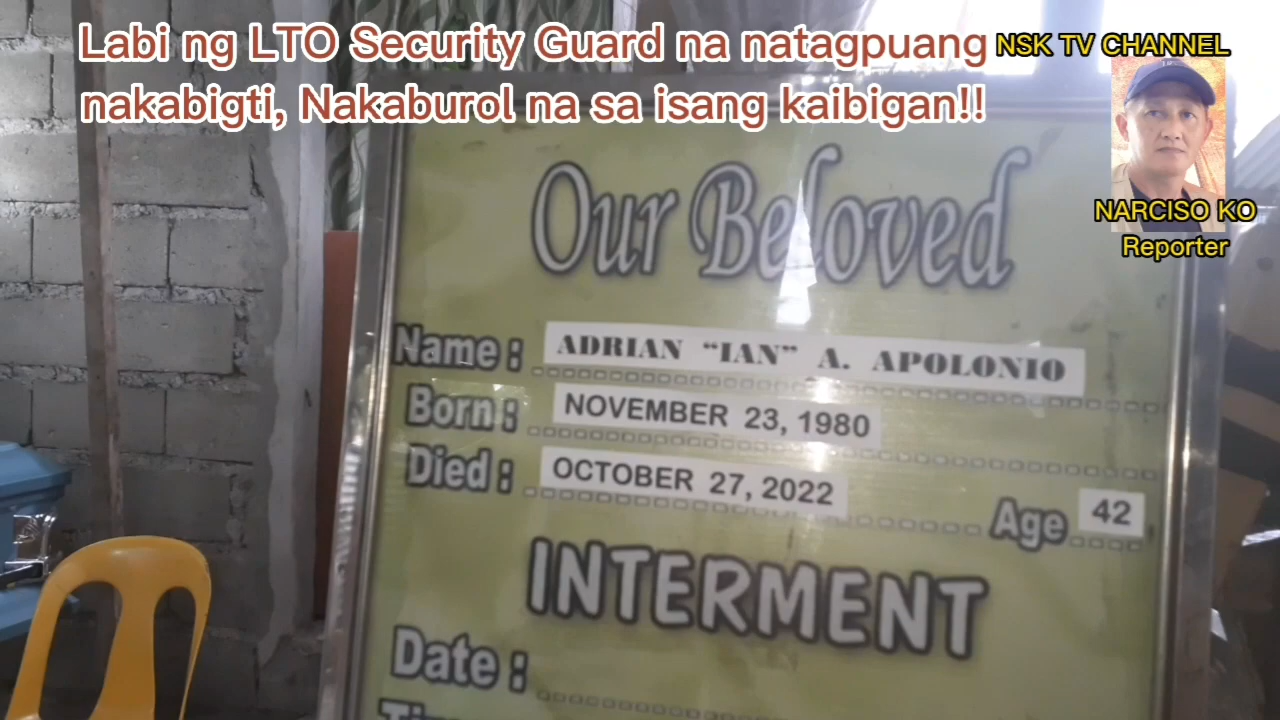 Labi ng LTO Security Guard na natagpuang
nakabigti, Nakaburol na sa isang kaibigan!!
NSK TV CHANNEL
NARCISO KO
Reporter
Our Beloved
Name : ADRIAN “IAN” A. APOLONIO
Born : NOVEMBER 23, 1980
Died : OCTOBER 27, 2022
Age 42
INTERMENT
Date :